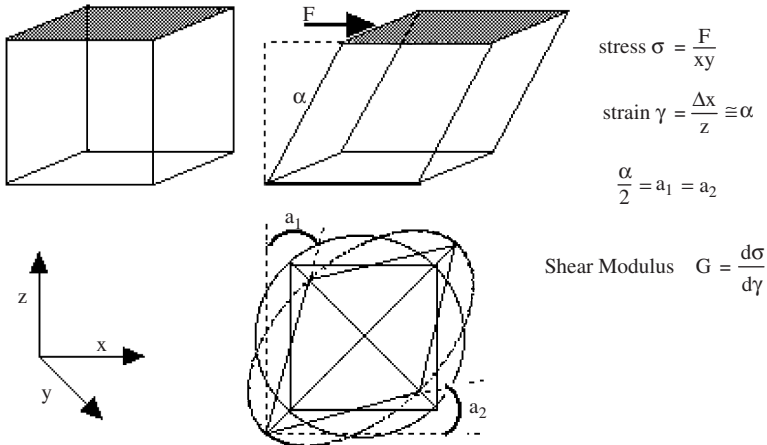 F
α
stress σ = F/xy
strain γ = Δx/z ≅ α
α/2 = a₁ = a₂
Shear Modulus G = dσ/dγ
a₁
a₂
z
x
y